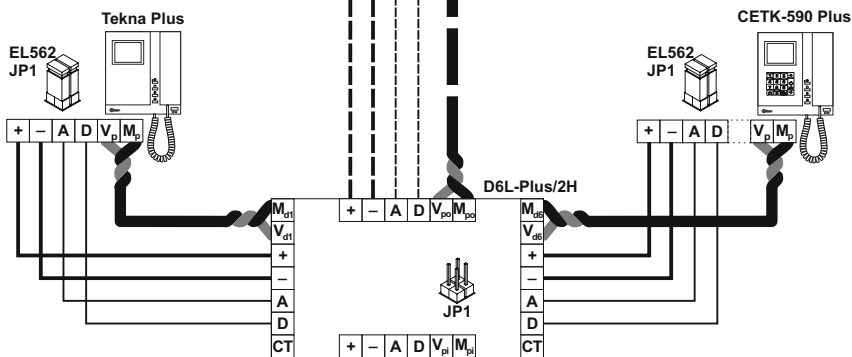 Tekna Plus
CETK-590 Plus
EL562
JP1
EL562
JP1
+ – A D Vp Mp
+ – A D Vp Mp
D6L-Plus/2H
Md1
Vd1
+
–
A
D
CT
+ – A D Vpo Mpo
JP1
+ – A D Vpi Mpi
Md6
Vd6
+
–
A
D
CT